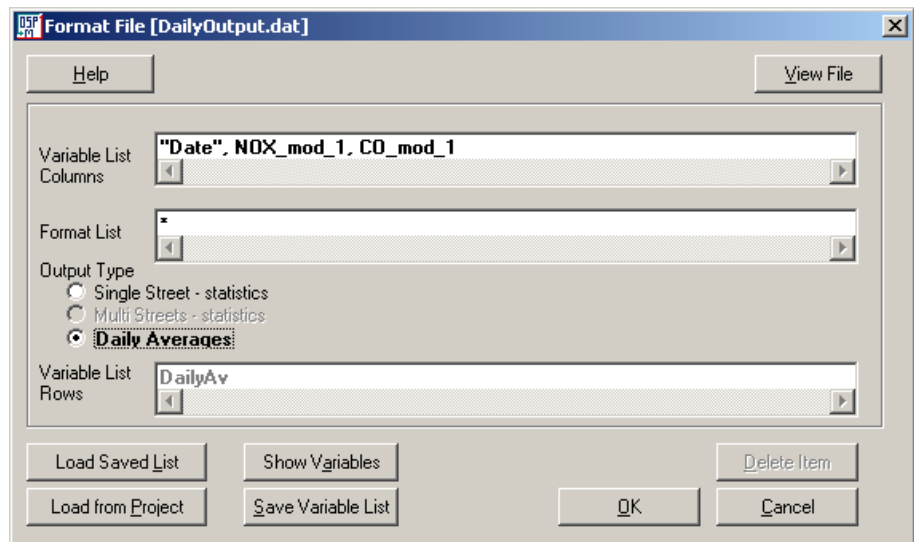 OSP
+M
Format File [DailyOutput.dat]
Help
View File
Variable List
Columns
"Date", NOX_mod_1, CO_mod_1
Format List
*
Output Type
Single Street - statistics
Multi Streets - statistics
Daily Averages
Variable List
Rows
DailyAv
Load Saved List
Show Variables
Delete Item
Load from Project
Save Variable List
OK
Cancel